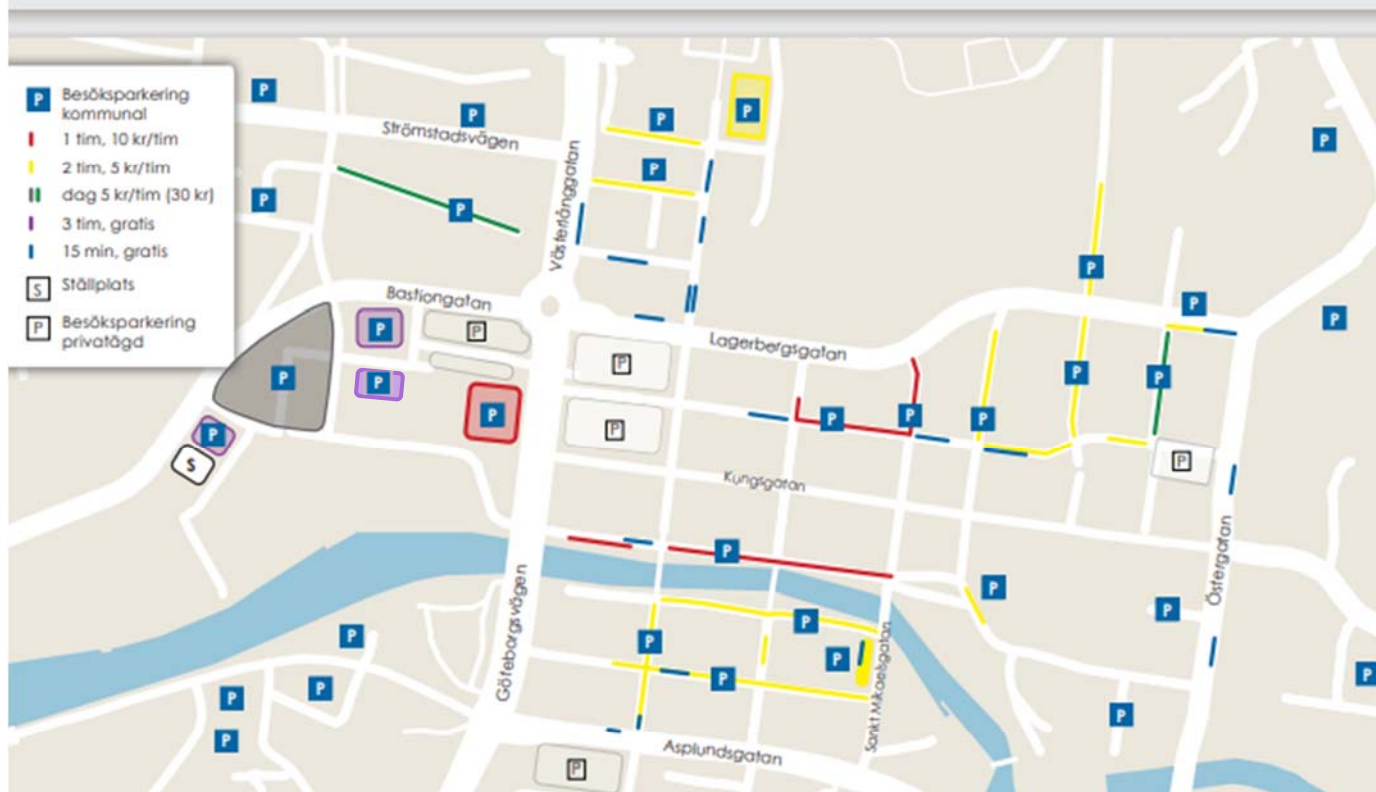 P Besöksparkering
kommunal
1 tim, 10 kr/tim
2 tim, 5 kr/tim
dag 5 kr/tim (30 kr)
3 tim, gratis
15 min, gratis
S Ställplats
P Besöksparkering
privatägd
P
P
P
P
P
P
Strömstadsvägen
P
P
P
Västerlånggatan
P
Bastiongatan
P
P
P
P
P
Lagerbergsgatan
P
P
P
P
P
P
P
P
P
P
P
P
S
P
Kungsgatan
P
Östergatan
P
Göteborgsvägen
P
P
P
P
P
P
P
P
P
Sankt Mikaelsgatan
P
P
P
P
Asplundsgatan
P